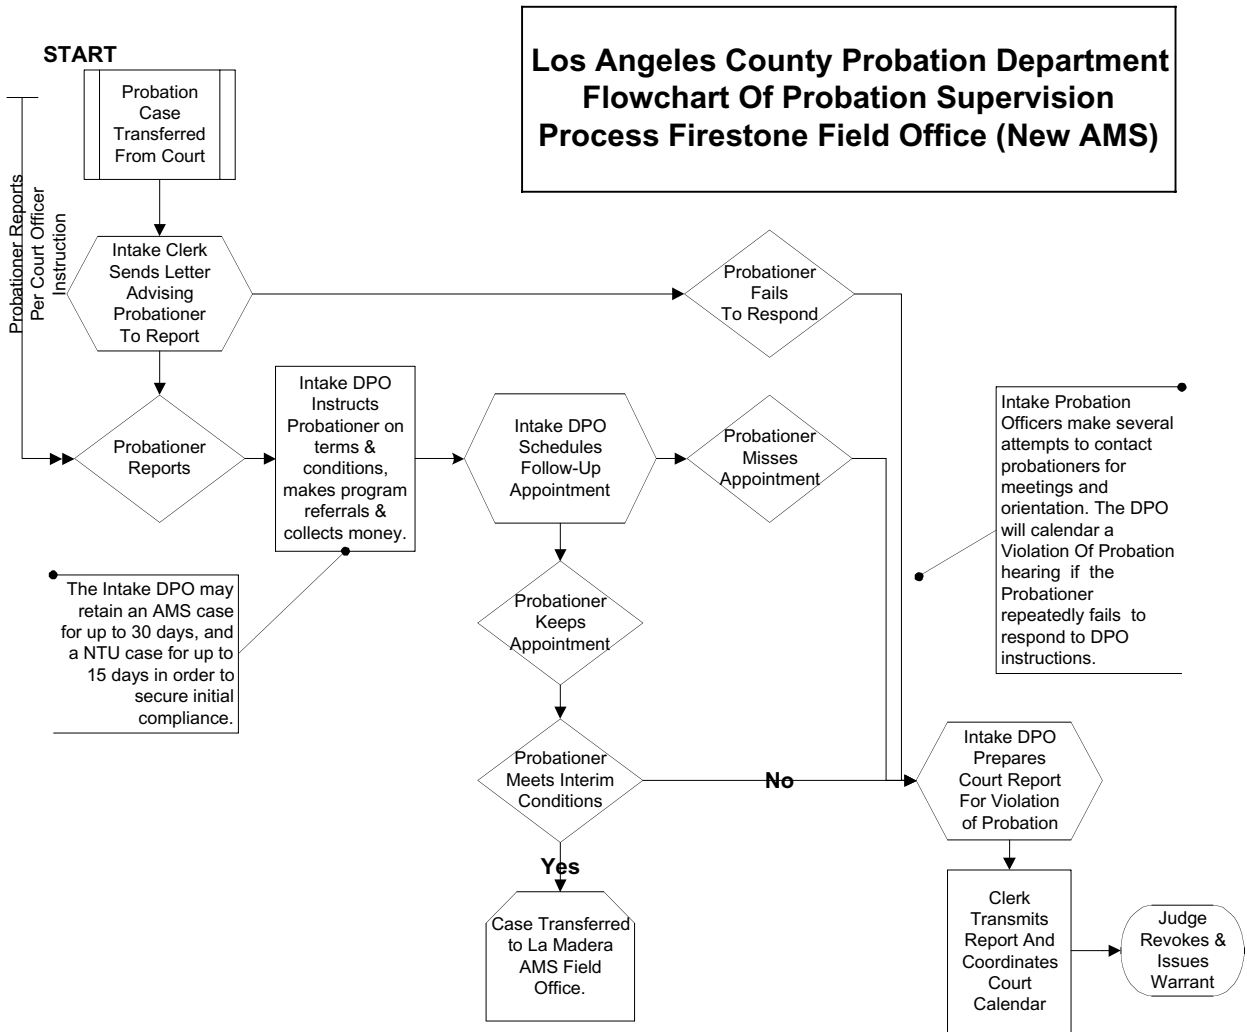 Los Angeles County Probation Department
Flowchart Of Probation Supervision
Process Firestone Field Office (New AMS)
START
Probation
Case
Transferred
From Court
Probationer Reports
Per Court Officer
Instruction
Intake Clerk
Sends Letter
Advising
Probationer
To Report
Probationer
Fails
To Respond
Probationer
Reports
Intake DPO
Instructs
Probationer on
terms &
conditions,
makes program
referrals &
collects money.
Intake DPO
Schedules
Follow-Up
Appointment
Probationer
Misses
Appointment
Intake Probation
Officers make several
attempts to contact
probationers for
meetings and
orientation. The DPO
will calendar a
Violation Of Probation
hearing if the
Probationer
repeatedly fails to
respond to DPO
instructions.
The Intake DPO may
retain an AMS case
for up to 30 days, and
a NTU case for up to
15 days in order to
secure initial
compliance.
Probationer
Keeps
Appointment
Probationer
Meets Interim
Conditions
No
Yes
Intake DPO
Prepares
Court Report
For Violation
of Probation
Case Transferred
to La Madera
AMS Field
Office.
Clerk
Transmits
Report And
Coordinates
Court
Calendar
Judge
Revokes &
Issues
Warrant